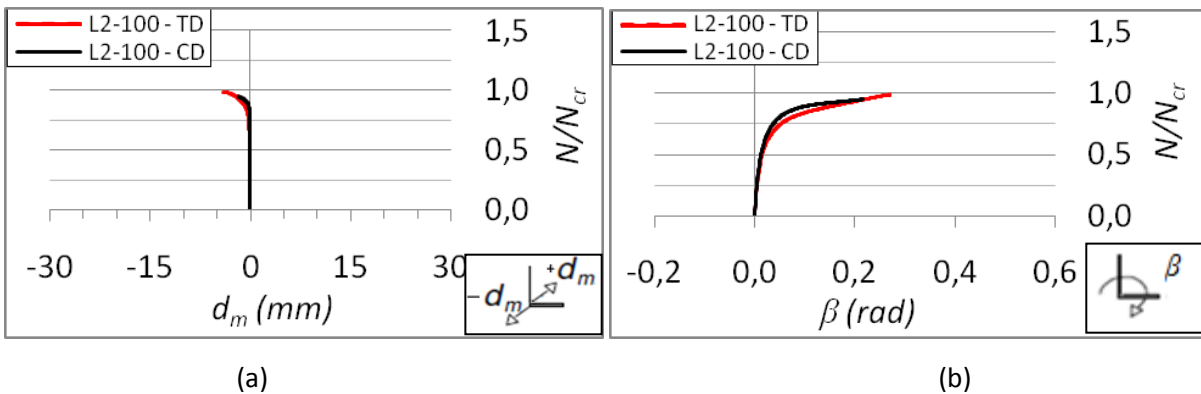 L2-100 - TD
L2-100 - CD
1,5
1,0
0,5
0,0
N/Ncr
-30 -15 0 15 30
dm (mm)
+dm
-dm
(a)
L2-100 - TD
L2-100 - CD
1,5
1,0
0,5
0,0
N/Ncr
-0,2 0,0 0,2 0,4 0,6
β (rad)
β
(b)